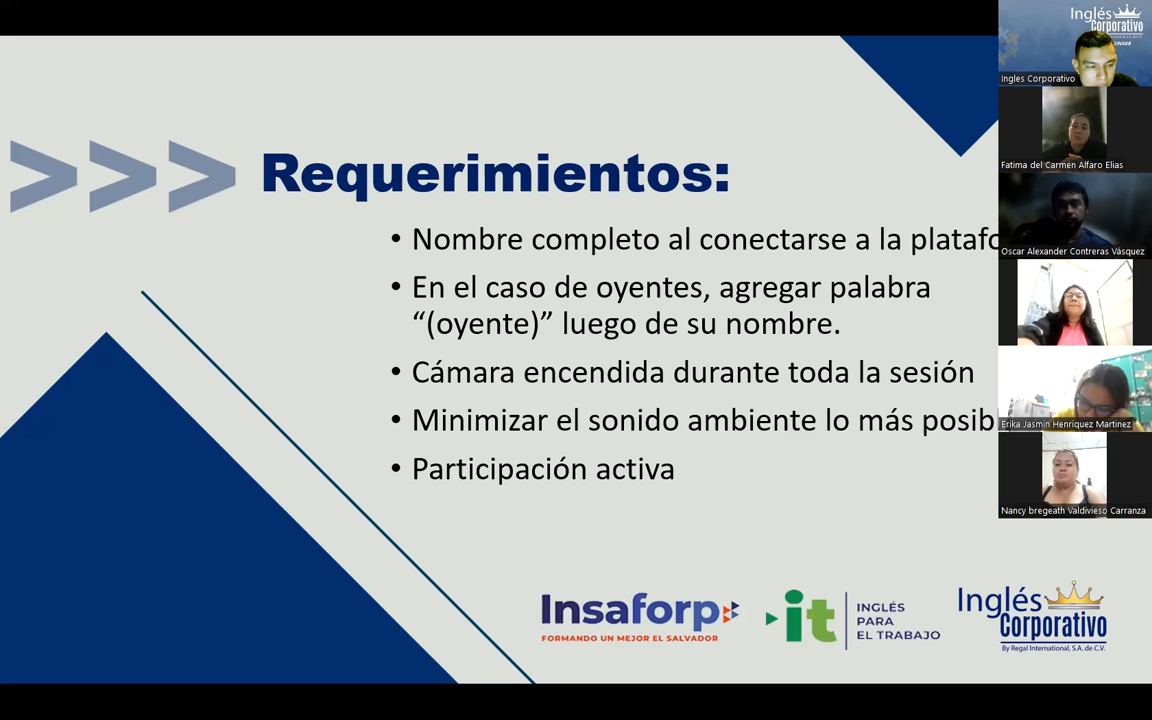 Requerimientos:
• Nombre completo al conectarse a la platafo
• En el caso de oyentes, agregar palabra
“(oyente)” luego de su nombre.
• Cámara encendida durante toda la sesión
• Minimizar el sonido ambiente lo más posib
• Participación activa
Insaforp
FORMANDO UN MEJOR EL SALVADOR
it
INGLÉS
PARA
EL TRABAJO
Inglés
Corporativo
By Regal International, S.A. de C.V.
Inglés
Corporativo
Ingles Corporativo
Fatima del Carmen Alfaro Elias
Oscar Alexander Contreras Vásquez
Erika Jasmin Henriquez Martinez
Nancy bregeath Valdivieso Carranza